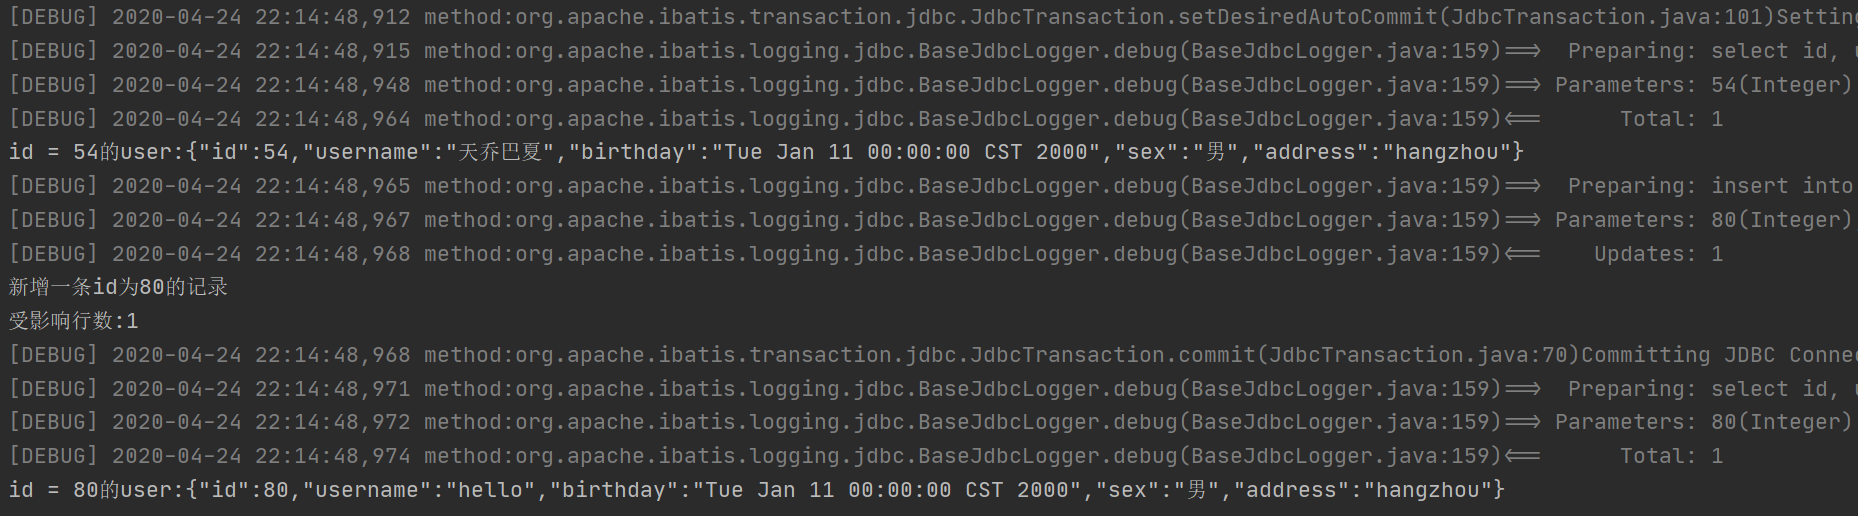 [DEBUG] 2020-04-24 22:14:48,912 method:org.apache.ibatis.transaction.jdbc.JdbcTransaction.setDesiredAutoCommit(JdbcTransaction.java:101)Setting
[DEBUG] 2020-04-24 22:14:48,915 method:org.apache.ibatis.logging.jdbc.BaseJdbcLogger.debug(BaseJdbcLogger.java:159)==>  Preparing: select id,
[DEBUG] 2020-04-24 22:14:48,948 method:org.apache.ibatis.logging.jdbc.BaseJdbcLogger.debug(BaseJdbcLogger.java:159)==> Parameters: 54(Integer)
[DEBUG] 2020-04-24 22:14:48,964 method:org.apache.ibatis.logging.jdbc.BaseJdbcLogger.debug(BaseJdbcLogger.java:159)<==      Total: 1
id = 54的user:{"id":54,"username":"天乔巴夏","birthday":"Tue Jan 11 00:00:00 CST 2000","sex":"男","address":"hangzhou"}
[DEBUG] 2020-04-24 22:14:48,965 method:org.apache.ibatis.logging.jdbc.BaseJdbcLogger.debug(BaseJdbcLogger.java:159)==>  Preparing: insert into
[DEBUG] 2020-04-24 22:14:48,967 method:org.apache.ibatis.logging.jdbc.BaseJdbcLogger.debug(BaseJdbcLogger.java:159)==> Parameters: 80(Integer)
[DEBUG] 2020-04-24 22:14:48,968 method:org.apache.ibatis.logging.jdbc.BaseJdbcLogger.debug(BaseJdbcLogger.java:159)<==    Updates: 1
新增一条id为80的记录
受影响行数:1
[DEBUG] 2020-04-24 22:14:48,968 method:org.apache.ibatis.transaction.jdbc.JdbcTransaction.commit(JdbcTransaction.java:70)Committing JDBC Connec
[DEBUG] 2020-04-24 22:14:48,971 method:org.apache.ibatis.logging.jdbc.BaseJdbcLogger.debug(BaseJdbcLogger.java:159)==>  Preparing: select id,
[DEBUG] 2020-04-24 22:14:48,972 method:org.apache.ibatis.logging.jdbc.BaseJdbcLogger.debug(BaseJdbcLogger.java:159)==> Parameters: 80(Integer)
[DEBUG] 2020-04-24 22:14:48,974 method:org.apache.ibatis.logging.jdbc.BaseJdbcLogger.debug(BaseJdbcLogger.java:159)<==      Total: 1
id = 80的user:{"id":80,"username":"hello","birthday":"Tue Jan 11 00:00:00 CST 2000","sex":"男","address":"hangzhou"}